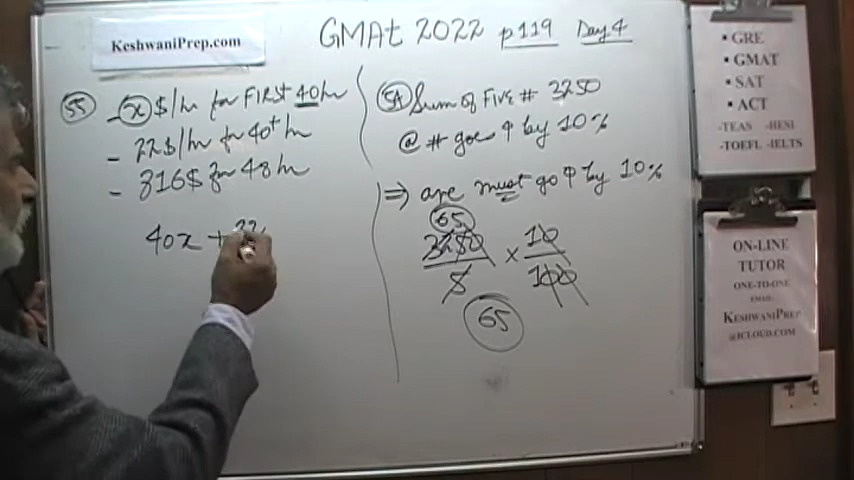 KeshwaniPrep.com
GMAt 2022 p119 Day 4
55
- x $/hr for FIRST 40 hr
- 22$/hr for 40+ hr
- 816$ for 48 hr
40x + 22
54 Sum of Five # 3250
@ # goes ↑ by 10%
⇒ ave must go ↑ by 10%
65
3250/5 × 10/100
65
• GRE
• GMAT
• SAT
• ACT
-TEAS -HESI
-TOEFL -IELTS
ON-LINE
TUTOR
ONE-TO-ONE
EMAIL:
KESHWANIPREP
@ICLOUD.COM